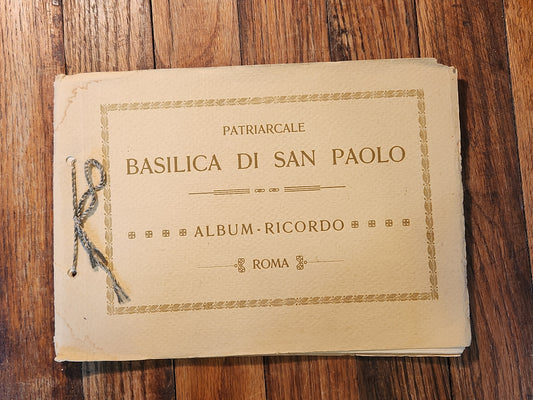 PATRIARCALE
BASILICA DI SAN PAOLO
ALBUM-RICORDO
ROMA